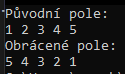 Původní pole:
1 2 3 4 5
Obrácené pole:
5 4 3 2 1